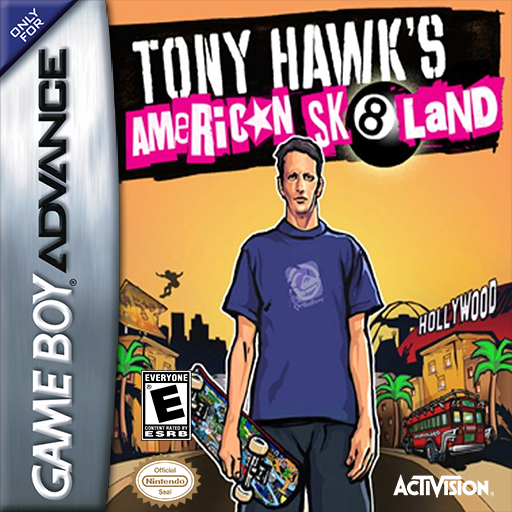 ONLY
FOR
GAME BOY ADVANCE
TONY HAWK'S
AMERICAN SK8LAND
HOLLYWOOD
EVERYONE
E
CONTENT RATED BY
ESRB
Official
Nintendo
Seal
ACTIVISION